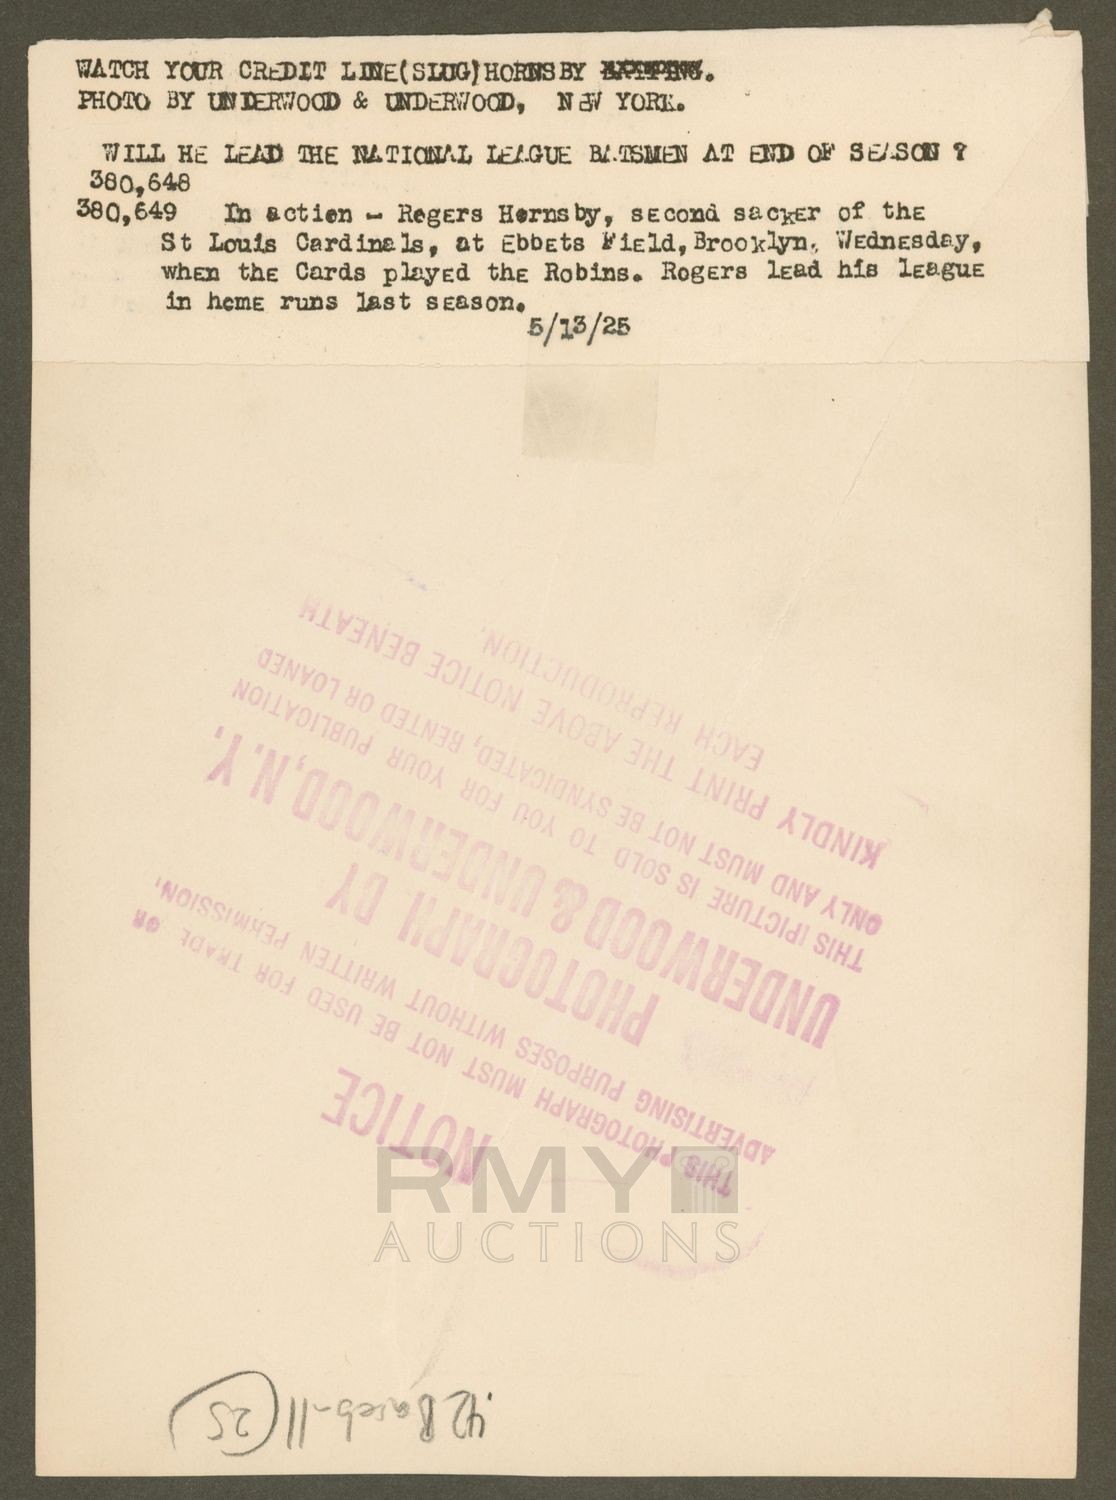 WATCH YOUR CREDIT LINE(SLUG)HORNSBY
PHOTO BY UNDERWOOD & UNDERWOOD, NEW YORK.
WILL HE LEAD THE NATIONAL LEAGUE BATSMEN AT END OF SEASON ?
380,648
380,649 In action - Rogers Hornsby, second sacker of the
St Louis Cardinals, at Ebbets Field, Brooklyn, Wednesday,
when the Cards played the Robins. Rogers lead his league
in home runs last season.
5/13/25
NOTICE
THIS PHOTOGRAPH MUST NOT BE USED FOR TRADE OR
ADVERTISING PURPOSES WITHOUT WRITTEN PERMISSION.
PHOTOGRAPH BY
UNDERWOOD & UNDERWOOD, N.Y.
THIS PICTURE IS SOLD TO YOU FOR YOUR PUBLICATION
ONLY AND MUST NOT BE SYNDICATED, RENTED OR LOANED
KINDLY PRINT THE ABOVE NOTICE BENEATH
EACH REPRODUCTION.
RMY
AUCTIONS
Baseball 25